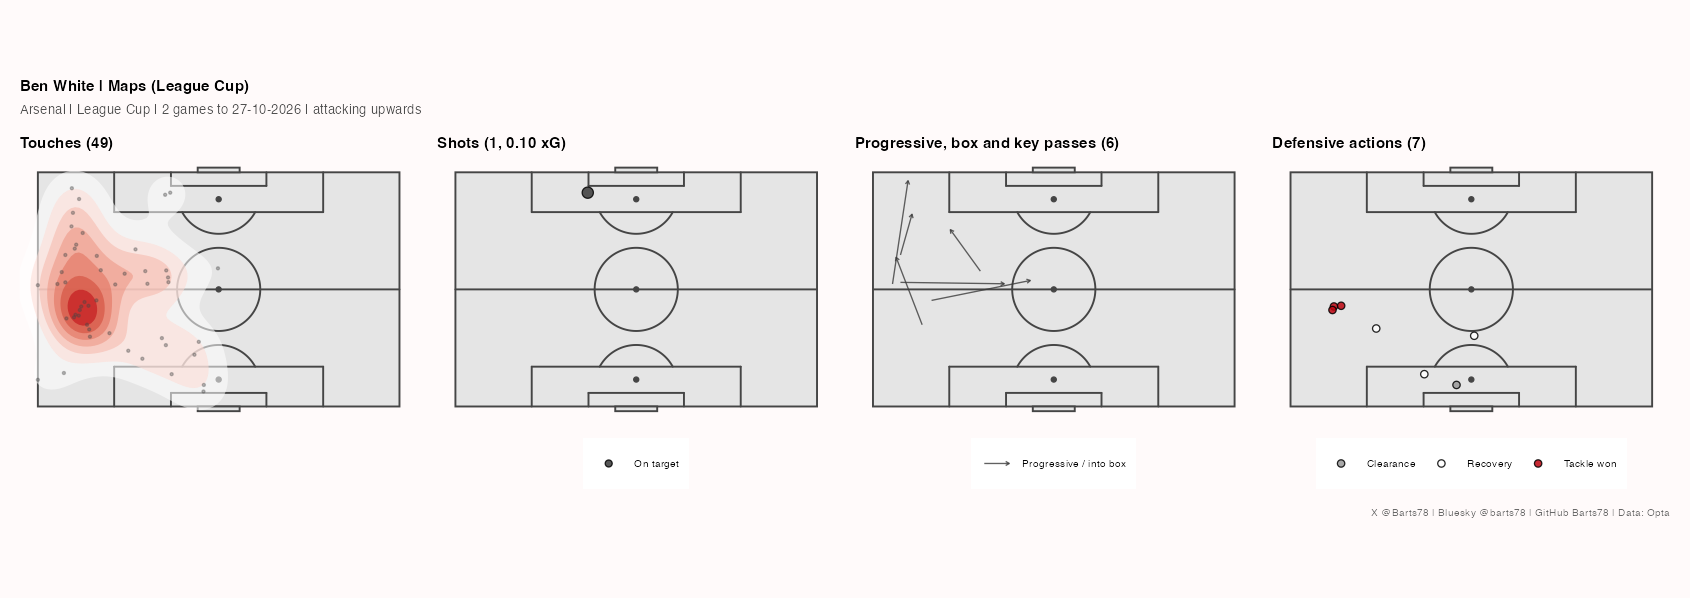 Ben White | Maps (League Cup)
Arsenal | League Cup | 2 games to 27-10-2026 | attacking upwards
Touches (49)
Shots (1, 0.10 xG)
Progressive, box and key passes (6)
Defensive actions (7)
On target
Progressive / into box
Clearance
Recovery
Tackle won
X @Barts78 | Bluesky @barts78 | GitHub Barts78 | Data: Opta